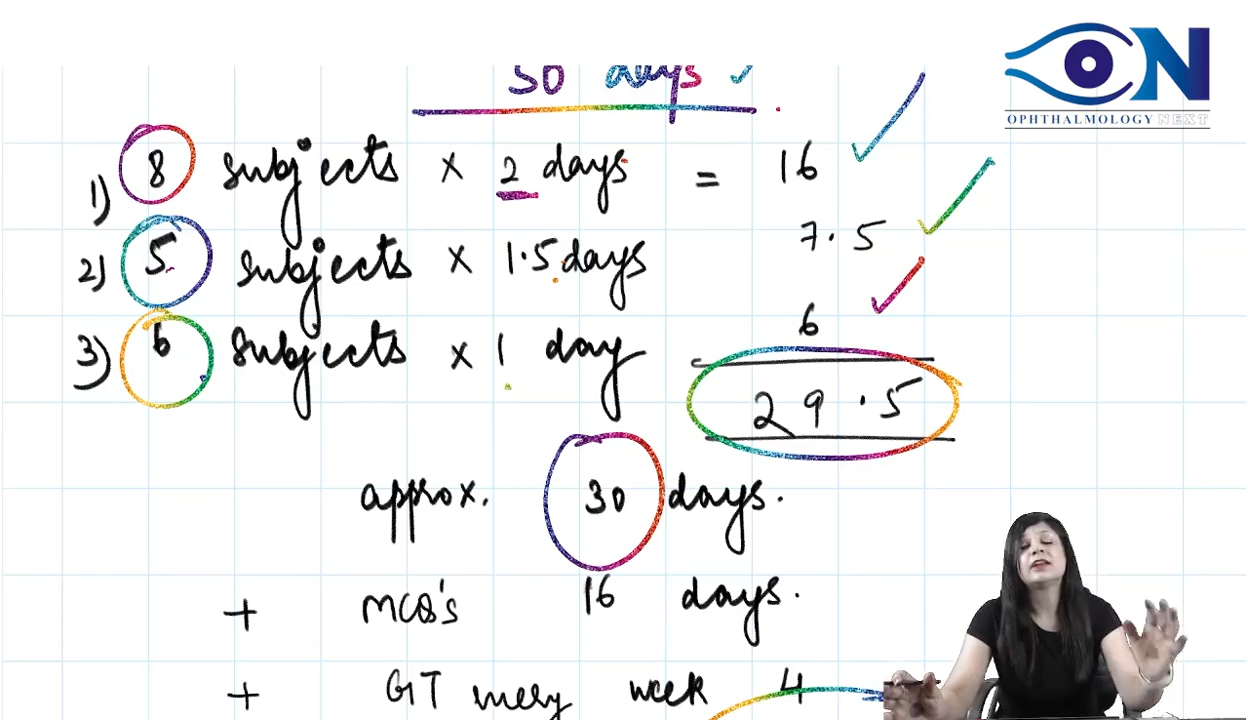 ON
OPHTHALMOLOGY NEXT
30 days
1) 8 subjects x 2 days = 16
2) 5 subjects x 1.5 days 7.5
3) 6 subjects x 1 day 6
29.5
approx. 30 days.
+ MCQ's 16 days.
+ GT every week 4